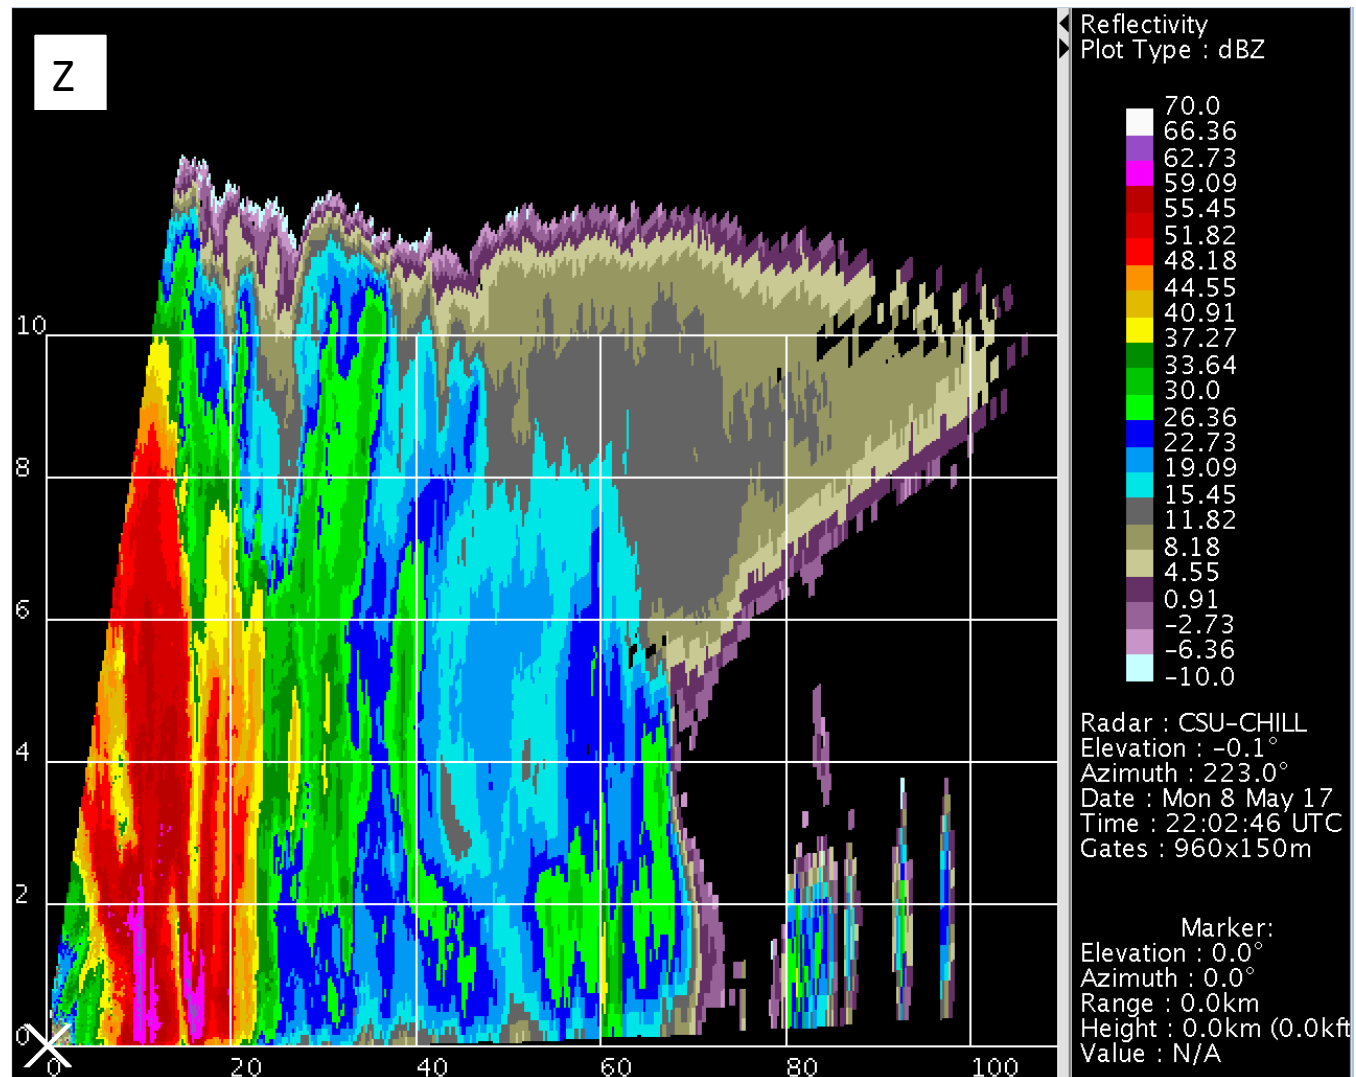 Z
10
8
6
4
2
0
0
20
40
60
80
100
Reflectivity
Plot Type : dBZ
70.0
66.36
62.73
59.09
55.45
51.82
48.18
44.55
40.91
37.27
33.64
30.0
26.36
22.73
19.09
15.45
11.82
8.18
4.55
0.91
-2.73
-6.36
-10.0
Radar : CSU-CHILL
Elevation : -0.1°
Azimuth : 223.0°
Date : Mon 8 May 17
Time : 22:02:46 UTC
Gates : 960x150m
Marker:
Elevation : 0.0°
Azimuth : 0.0°
Range : 0.0km
Height : 0.0km (0.0kft
Value : N/A